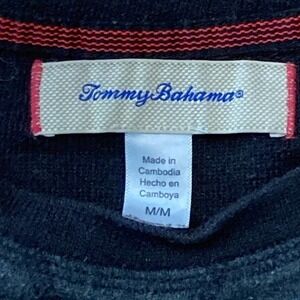 Tommy Bahama®
Made in
Cambodia
Hecho en
Camboya
M/M